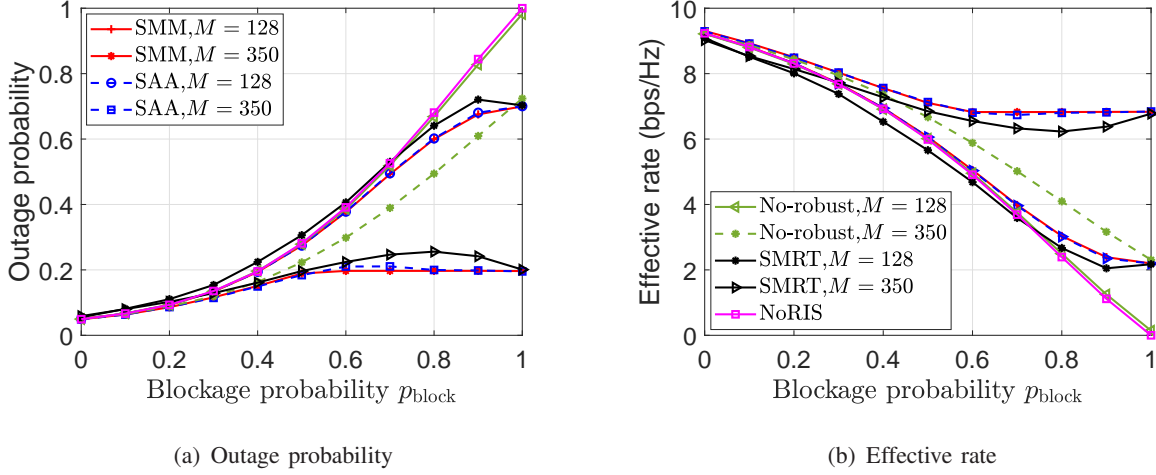 1
0.8
0.6
0.4
0.2
0
Outage probability
SMM,M = 128
SMM,M = 350
SAA,M = 128
SAA,M = 350
0 0.2 0.4 0.6 0.8 1
Blockage probability p_block
(a) Outage probability
10
8
6
4
2
0
Effective rate (bps/Hz)
No-robust,M = 128
No-robust,M = 350
SMRT,M = 128
SMRT,M = 350
NoRIS
0 0.2 0.4 0.6 0.8 1
Blockage probability p_block
(b) Effective rate